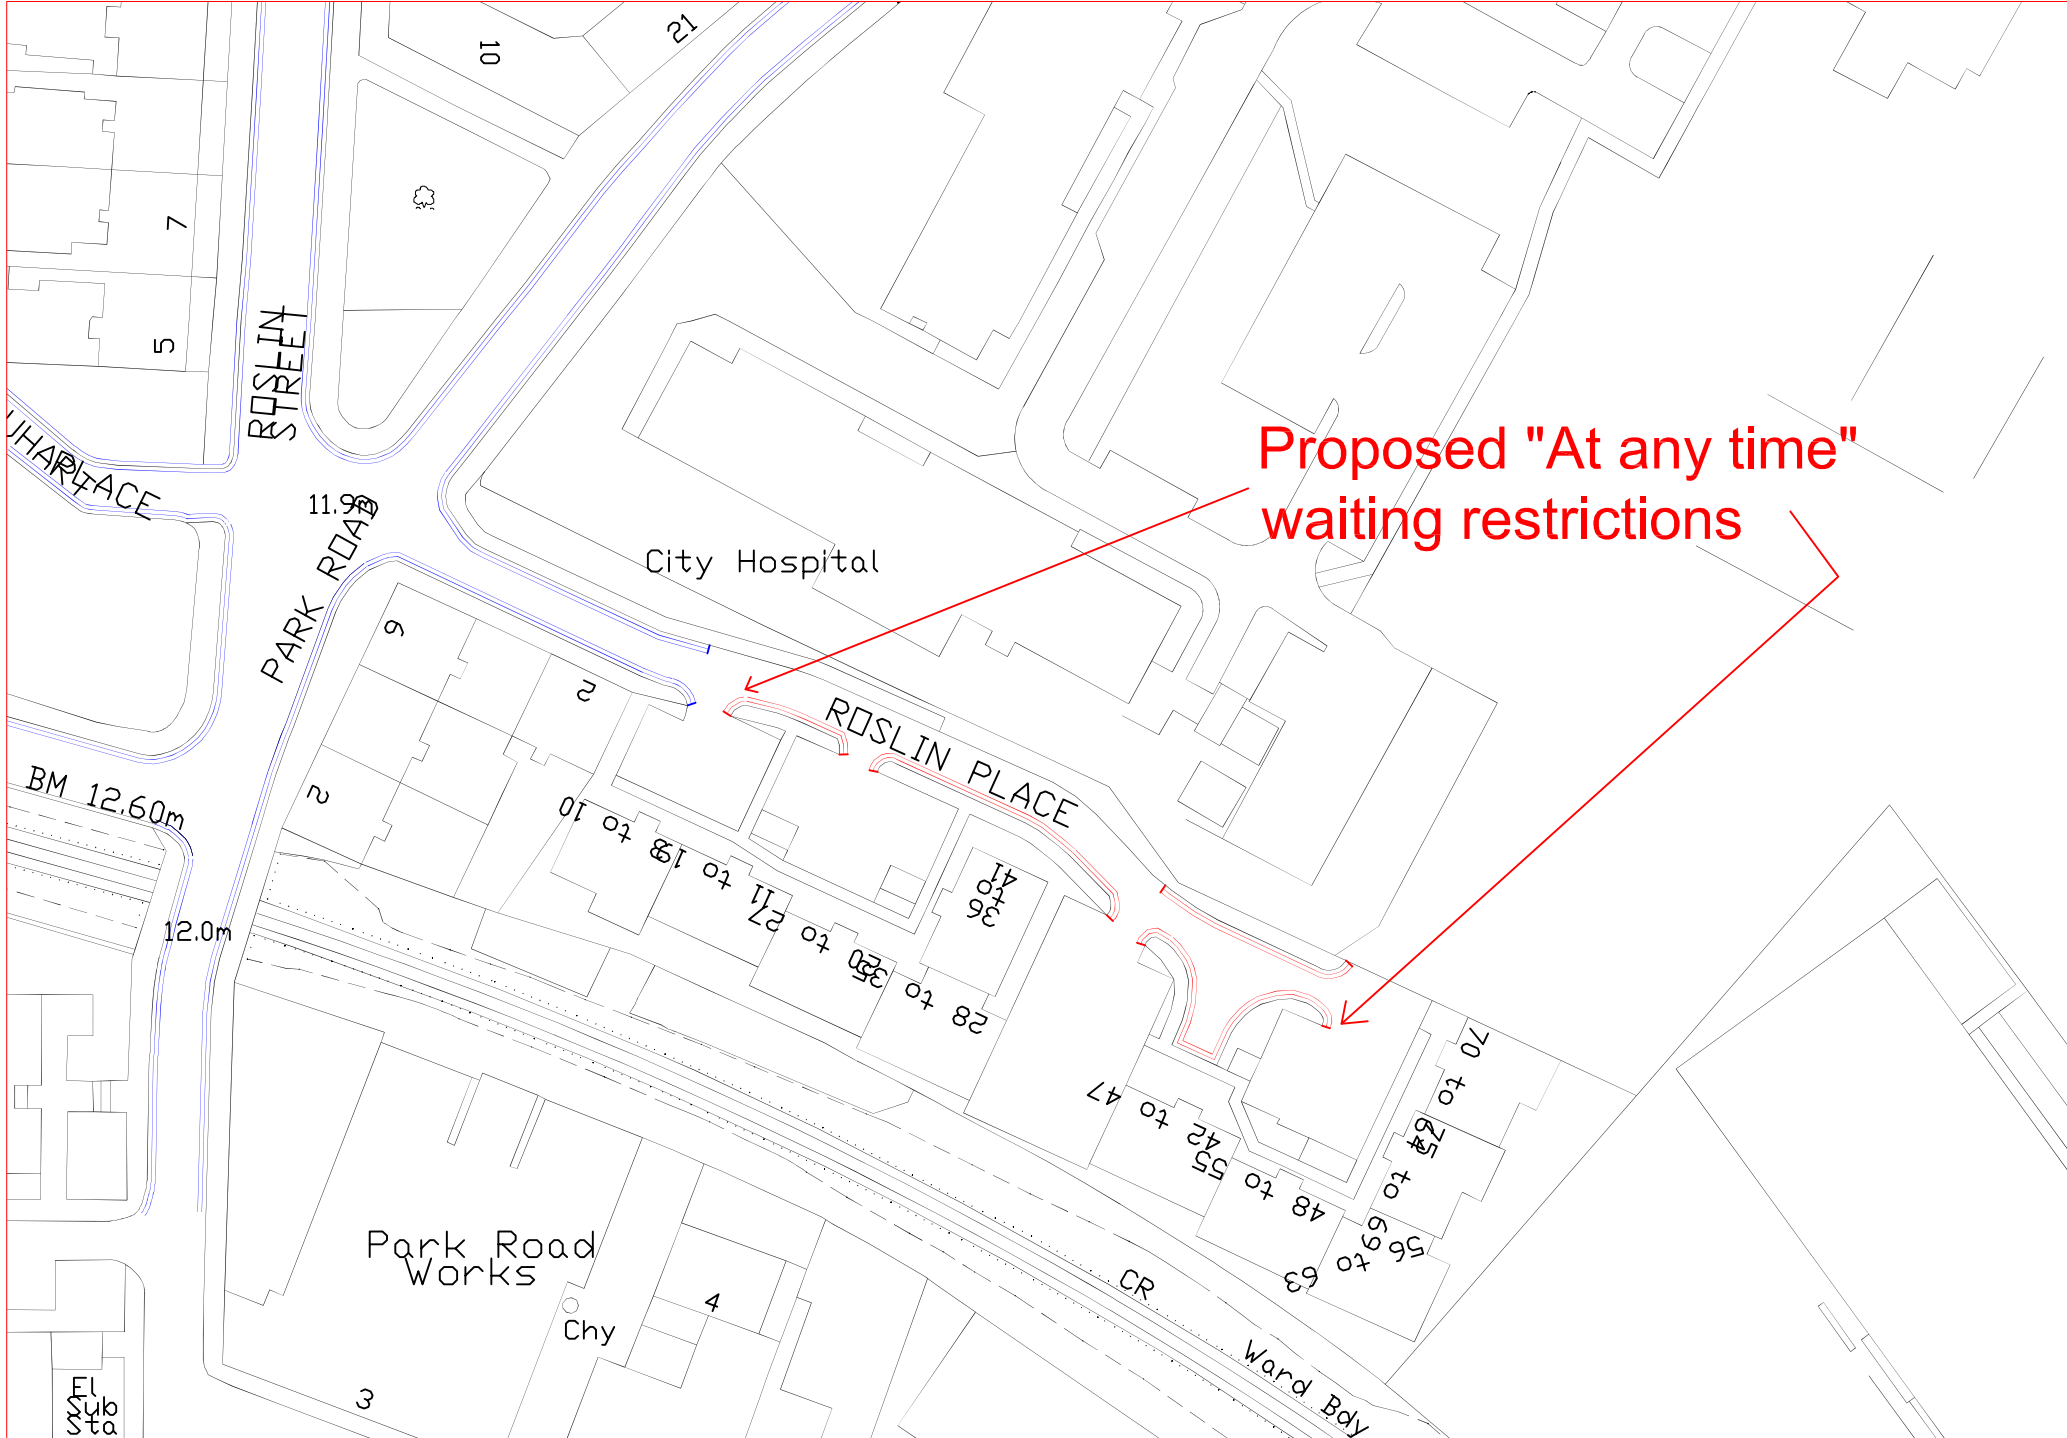 10
21
7
5
ROSLIN
STREET
PLACE
11.9m
PARK ROAD
City Hospital
Proposed "At any time"
waiting restrictions
9
2
2
ROSLIN PLACE
BM 12.60m
12.0m
10 to
11 to 19
20 to 27
28 to 35
36
to
41
42 to 47
48 to 55
56 to 63
64 to 70
69 to 75
Park Road
Works
Chy
4
3
El
Sub
Sta
CR
Ward Bdy